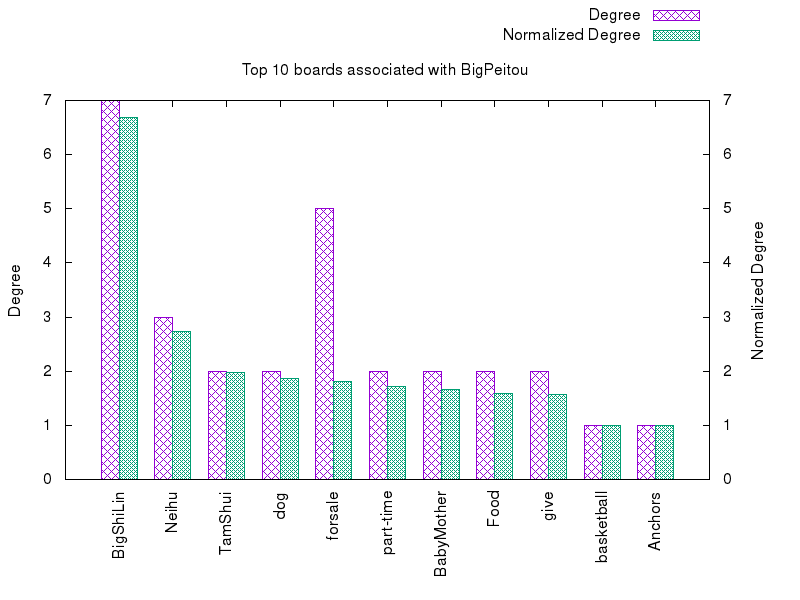 Degree
Normalized Degree
Top 10 boards associated with BigPeitou
7 7
6 6
5 5
4 4
3 3
2 2
1 1
0 0
Degree
Normalized Degree
BigShiLin
Neihu
TamShui
dog
forsale
part-time
BabyMother
Food
give
basketball
Anchors